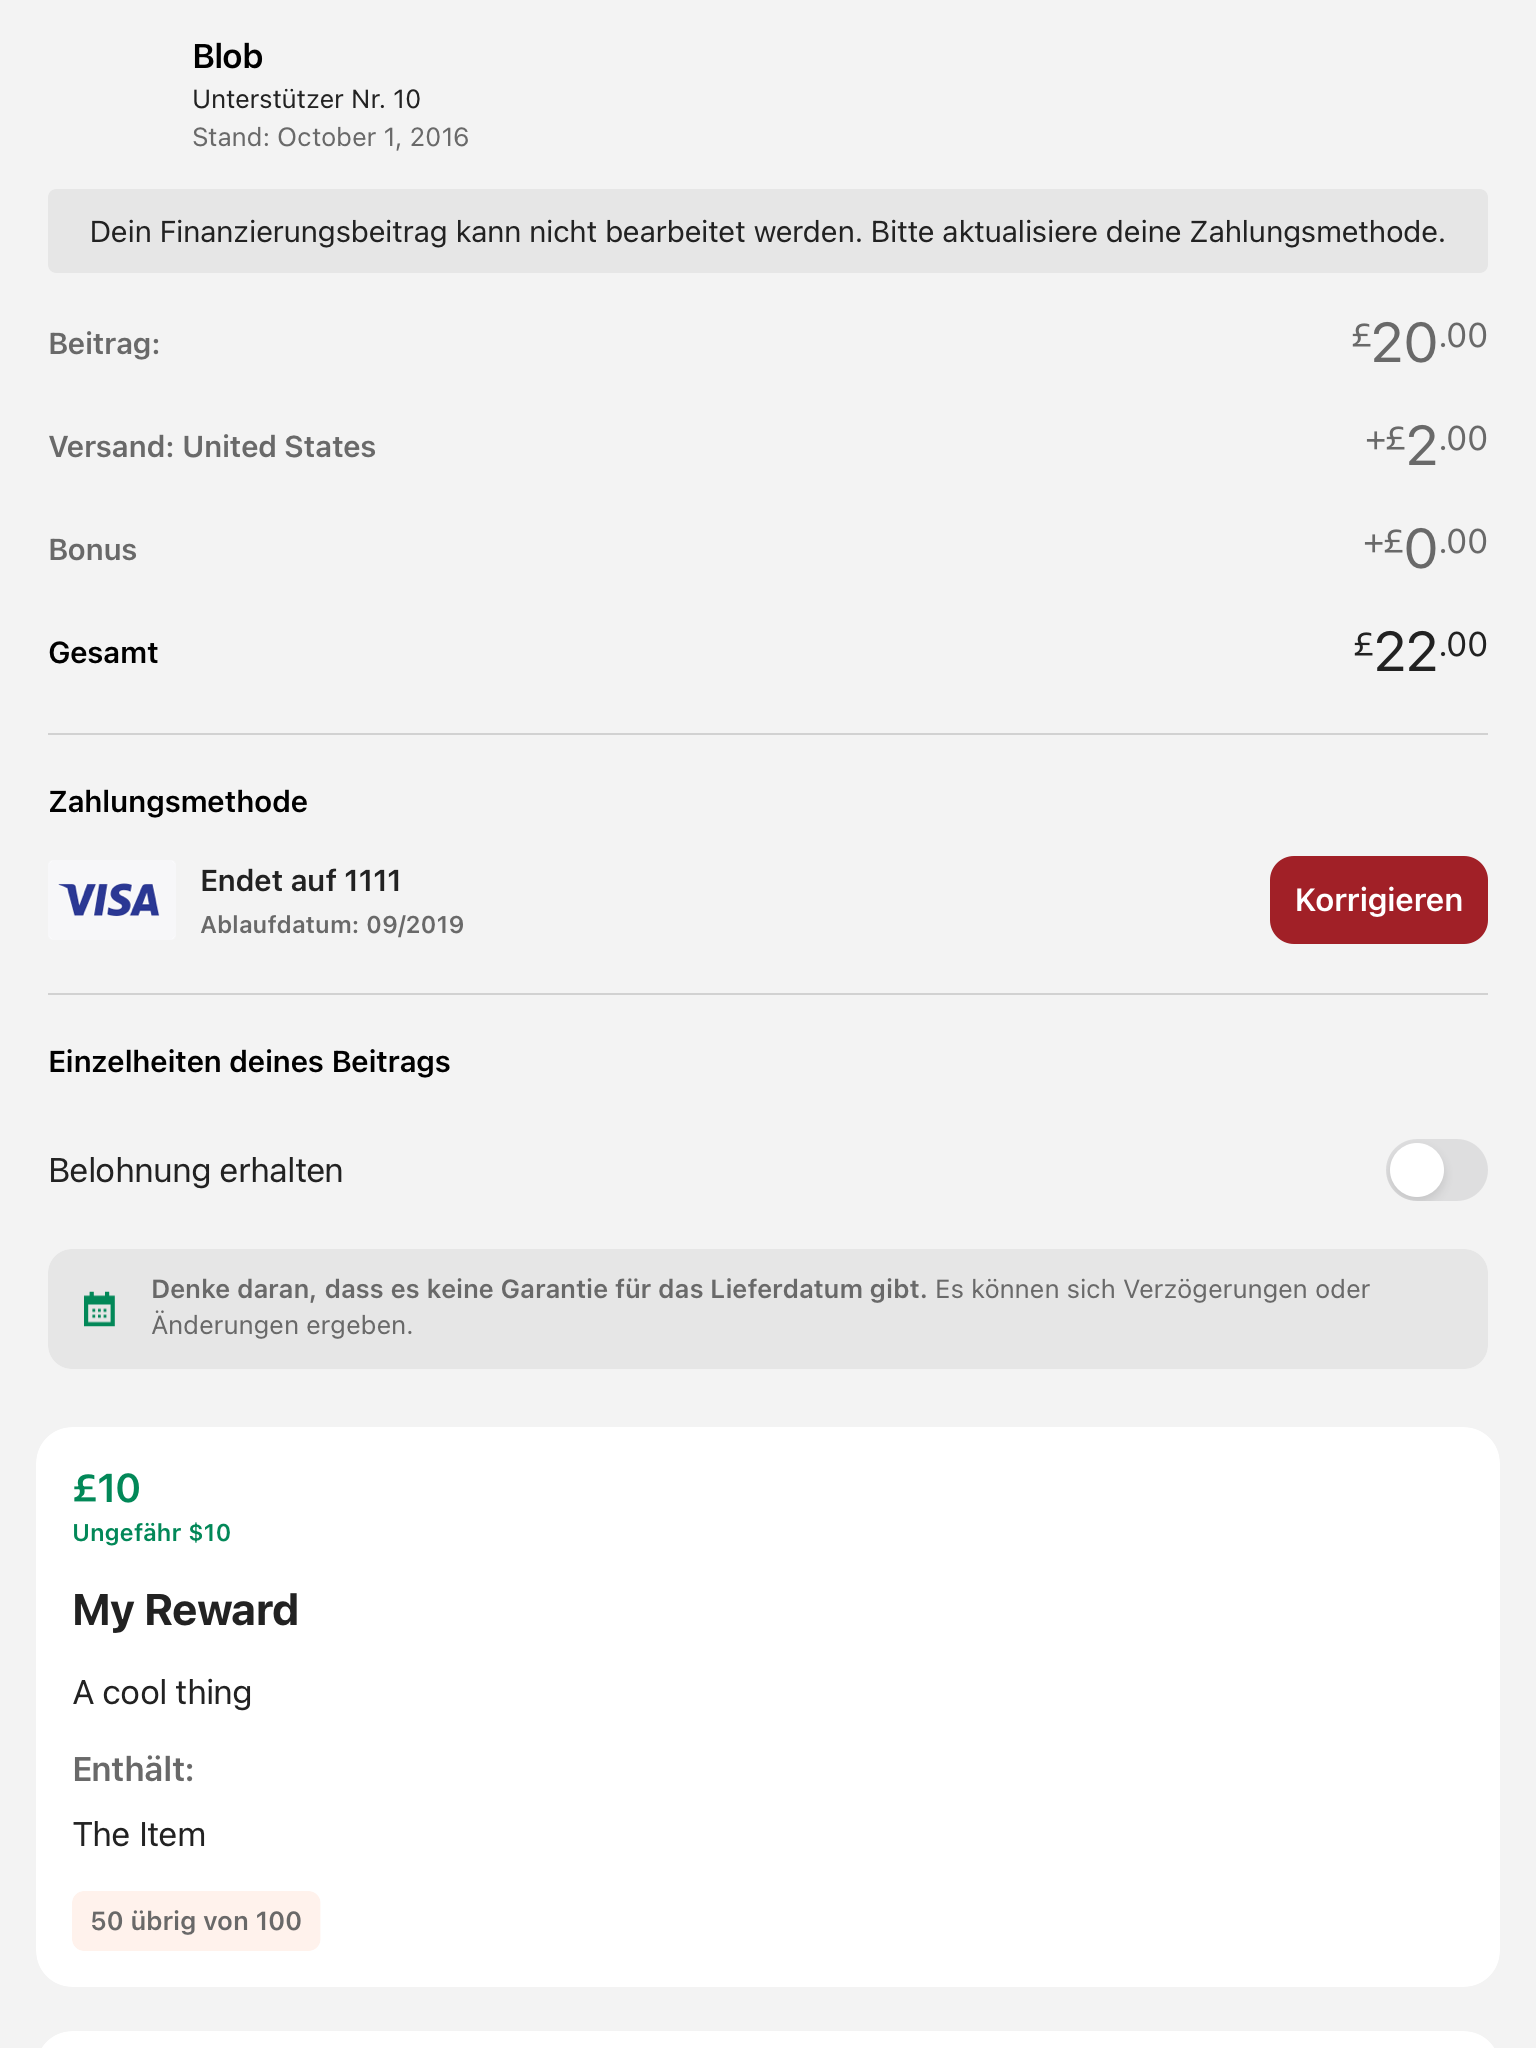 Blob
Unterstützer Nr. 10
Stand: October 1, 2016
Dein Finanzierungsbeitrag kann nicht bearbeitet werden. Bitte aktualisiere deine Zahlungsmethode.
Beitrag: £20.00
Versand: United States +£2.00
Bonus +£0.00
Gesamt £22.00
Zahlungsmethode
VISA
Endet auf 1111
Ablaufdatum: 09/2019
Korrigieren
Einzelheiten deines Beitrags
Belohnung erhalten
Denke daran, dass es keine Garantie für das Lieferdatum gibt. Es können sich Verzögerungen oder
Änderungen ergeben.
£10
Ungefähr $10
My Reward
A cool thing
Enthält:
The Item
50 übrig von 100